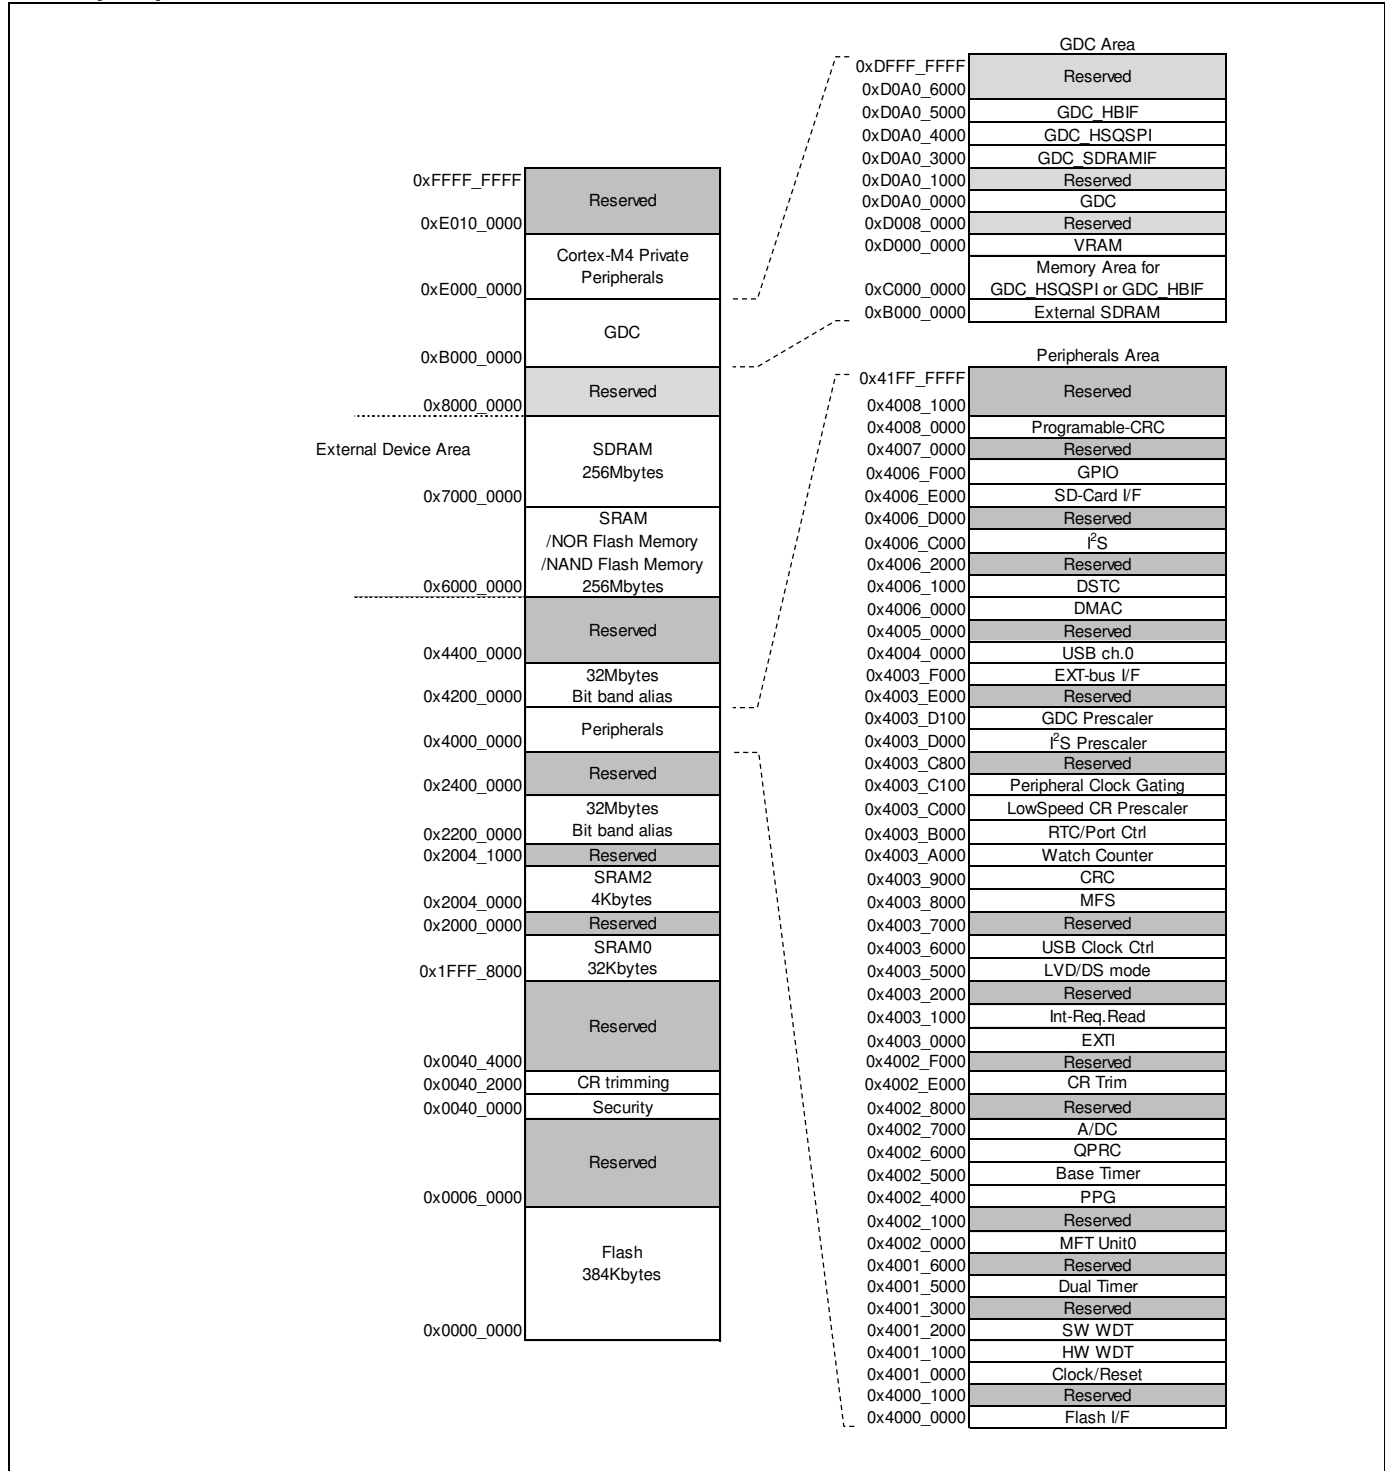 0xFFFF_FFFF
Reserved
0xE010_0000
Cortex-M4 Private
Peripherals
0xE000_0000
GDC
0xB000_0000
Reserved
0x8000_0000
External Device Area
SDRAM
256Mbytes
0x7000_0000
SRAM
/NOR Flash Memory
/NAND Flash Memory
0x6000_0000 256Mbytes
Reserved
0x4400_0000
32Mbytes
0x4200_0000 Bit band alias
Peripherals
0x4000_0000
Reserved
0x2400_0000
32Mbytes
0x2200_0000 Bit band alias
0x2004_1000 Reserved
SRAM2
0x2004_0000 4Kbytes
0x2000_0000 Reserved
SRAM0
0x1FFF_8000 32Kbytes
Reserved
0x0040_4000
0x0040_2000 CR trimming
0x0040_0000 Security
Reserved
0x0006_0000
Flash
384Kbytes
0x0000_0000
GDC Area
0xDFFF_FFFF
Reserved
0xD0A0_6000
0xD0A0_5000 GDC_HBIF
0xD0A0_4000 GDC_HSQSPI
0xD0A0_3000 GDC_SDRAMIF
0xD0A0_1000 Reserved
0xD0A0_0000 GDC
0xD008_0000 Reserved
0xD000_0000 VRAM
Memory Area for
0xC000_0000 GDC_HSQSPI or GDC_HBIF
0xB000_0000 External SDRAM
Peripherals Area
0x41FF_FFFF
Reserved
0x4008_1000
0x4008_0000 Programable-CRC
0x4007_0000 Reserved
0x4006_F000 GPIO
0x4006_E000 SD-Card I/F
0x4006_D000 Reserved
0x4006_C000 I²S
0x4006_2000 Reserved
0x4006_1000 DSTC
0x4006_0000 DMAC
0x4005_0000 Reserved
0x4004_0000 USB ch.0
0x4003_F000 EXT-bus I/F
0x4003_E000 Reserved
0x4003_D100 GDC Prescaler
0x4003_D000 I²S Prescaler
0x4003_C800 Reserved
0x4003_C100 Peripheral Clock Gating
0x4003_C000 LowSpeed CR Prescaler
0x4003_B000 RTC/Port Ctrl
0x4003_A000 Watch Counter
0x4003_9000 CRC
0x4003_8000 MFS
0x4003_7000 Reserved
0x4003_6000 USB Clock Ctrl
0x4003_5000 LVD/DS mode
0x4003_2000 Reserved
0x4003_1000 Int-Req.Read
0x4003_0000 EXTI
0x4002_F000 Reserved
0x4002_E000 CR Trim
0x4002_8000 Reserved
0x4002_7000 A/DC
0x4002_6000 QPRC
0x4002_5000 Base Timer
0x4002_4000 PPG
0x4002_1000 Reserved
0x4002_0000 MFT Unit0
0x4001_6000 Reserved
0x4001_5000 Dual Timer
0x4001_3000 Reserved
0x4001_2000 SW WDT
0x4001_1000 HW WDT
0x4001_0000 Clock/Reset
0x4000_1000 Reserved
0x4000_0000 Flash I/F